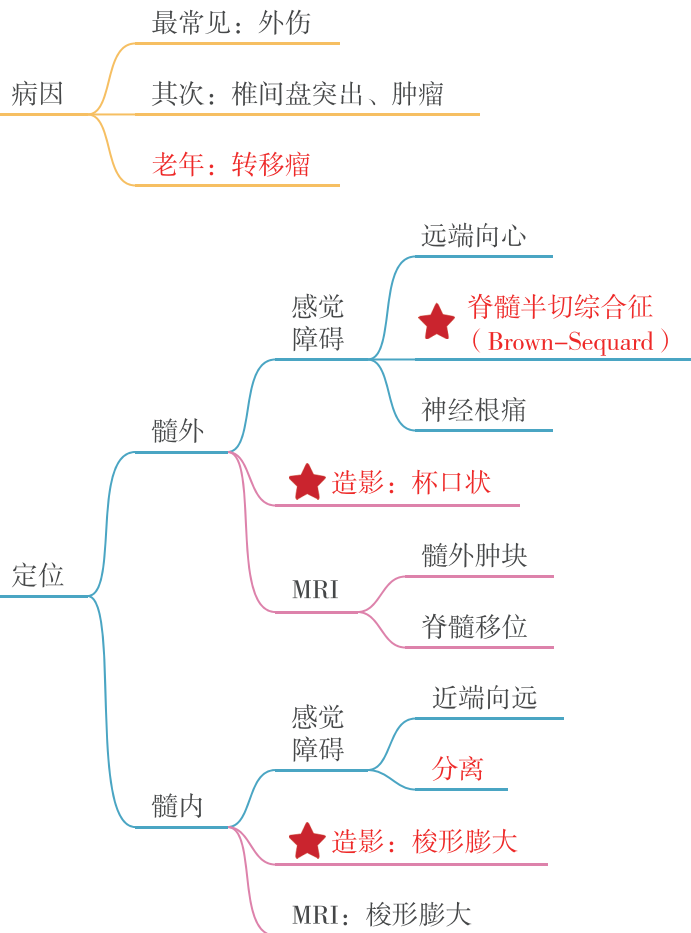 病因
最常见：外伤
其次：椎间盘突出、肿瘤
老年：转移瘤
定位
髓外
感觉
障碍
远端向心
脊髓半切综合征
（Brown-Sequard）
神经根痛
造影：杯口状
MRI
髓外肿块
脊髓移位
髓内
感觉
障碍
近端向远
分离
造影：梭形膨大
MRI：梭形膨大